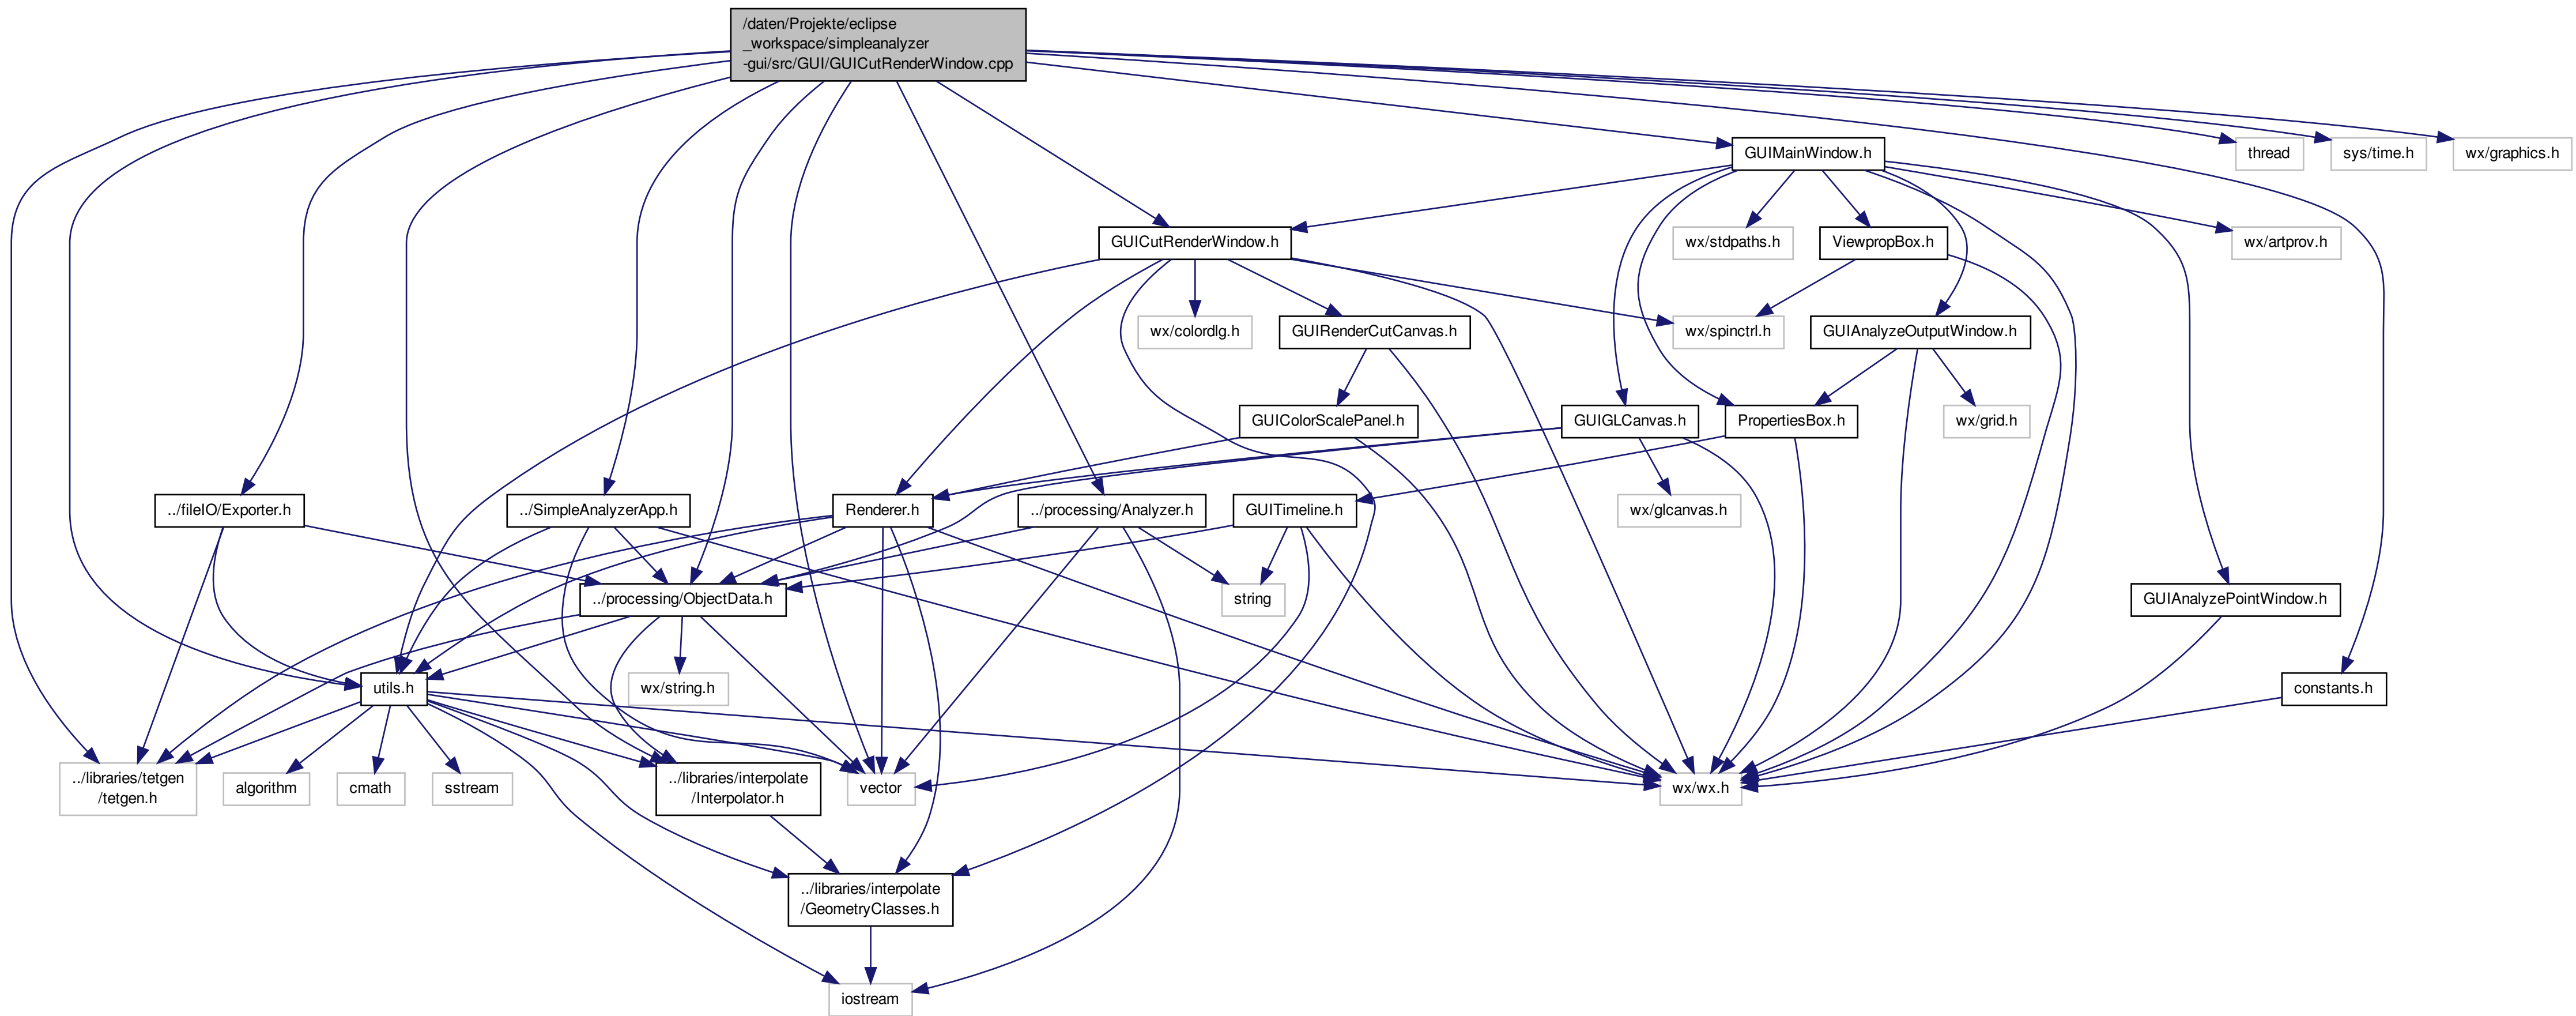 /daten/Projekte/eclipse
_workspace/simpleanalyzer
-gui/src/GUI/GUICutRenderWindow.cpp
GUIMainWindow.h
thread
sys/time.h
wx/graphics.h
GUICutRenderWindow.h
wx/stdpaths.h
ViewpropBox.h
wx/artprov.h
wx/colordlg.h
GUIRenderCutCanvas.h
wx/spinctrl.h
GUIAnalyzeOutputWindow.h
GUIColorScalePanel.h
GUIGLCanvas.h
PropertiesBox.h
wx/grid.h
../fileIO/Exporter.h
../SimpleAnalyzerApp.h
Renderer.h
../processing/Analyzer.h
GUITimeline.h
wx/glcanvas.h
../processing/ObjectData.h
string
GUIAnalyzePointWindow.h
utils.h
wx/string.h
constants.h
../libraries/tetgen
/tetgen.h
algorithm
cmath
sstream
../libraries/interpolate
/Interpolator.h
vector
wx/wx.h
../libraries/interpolate
/GeometryClasses.h
iostream